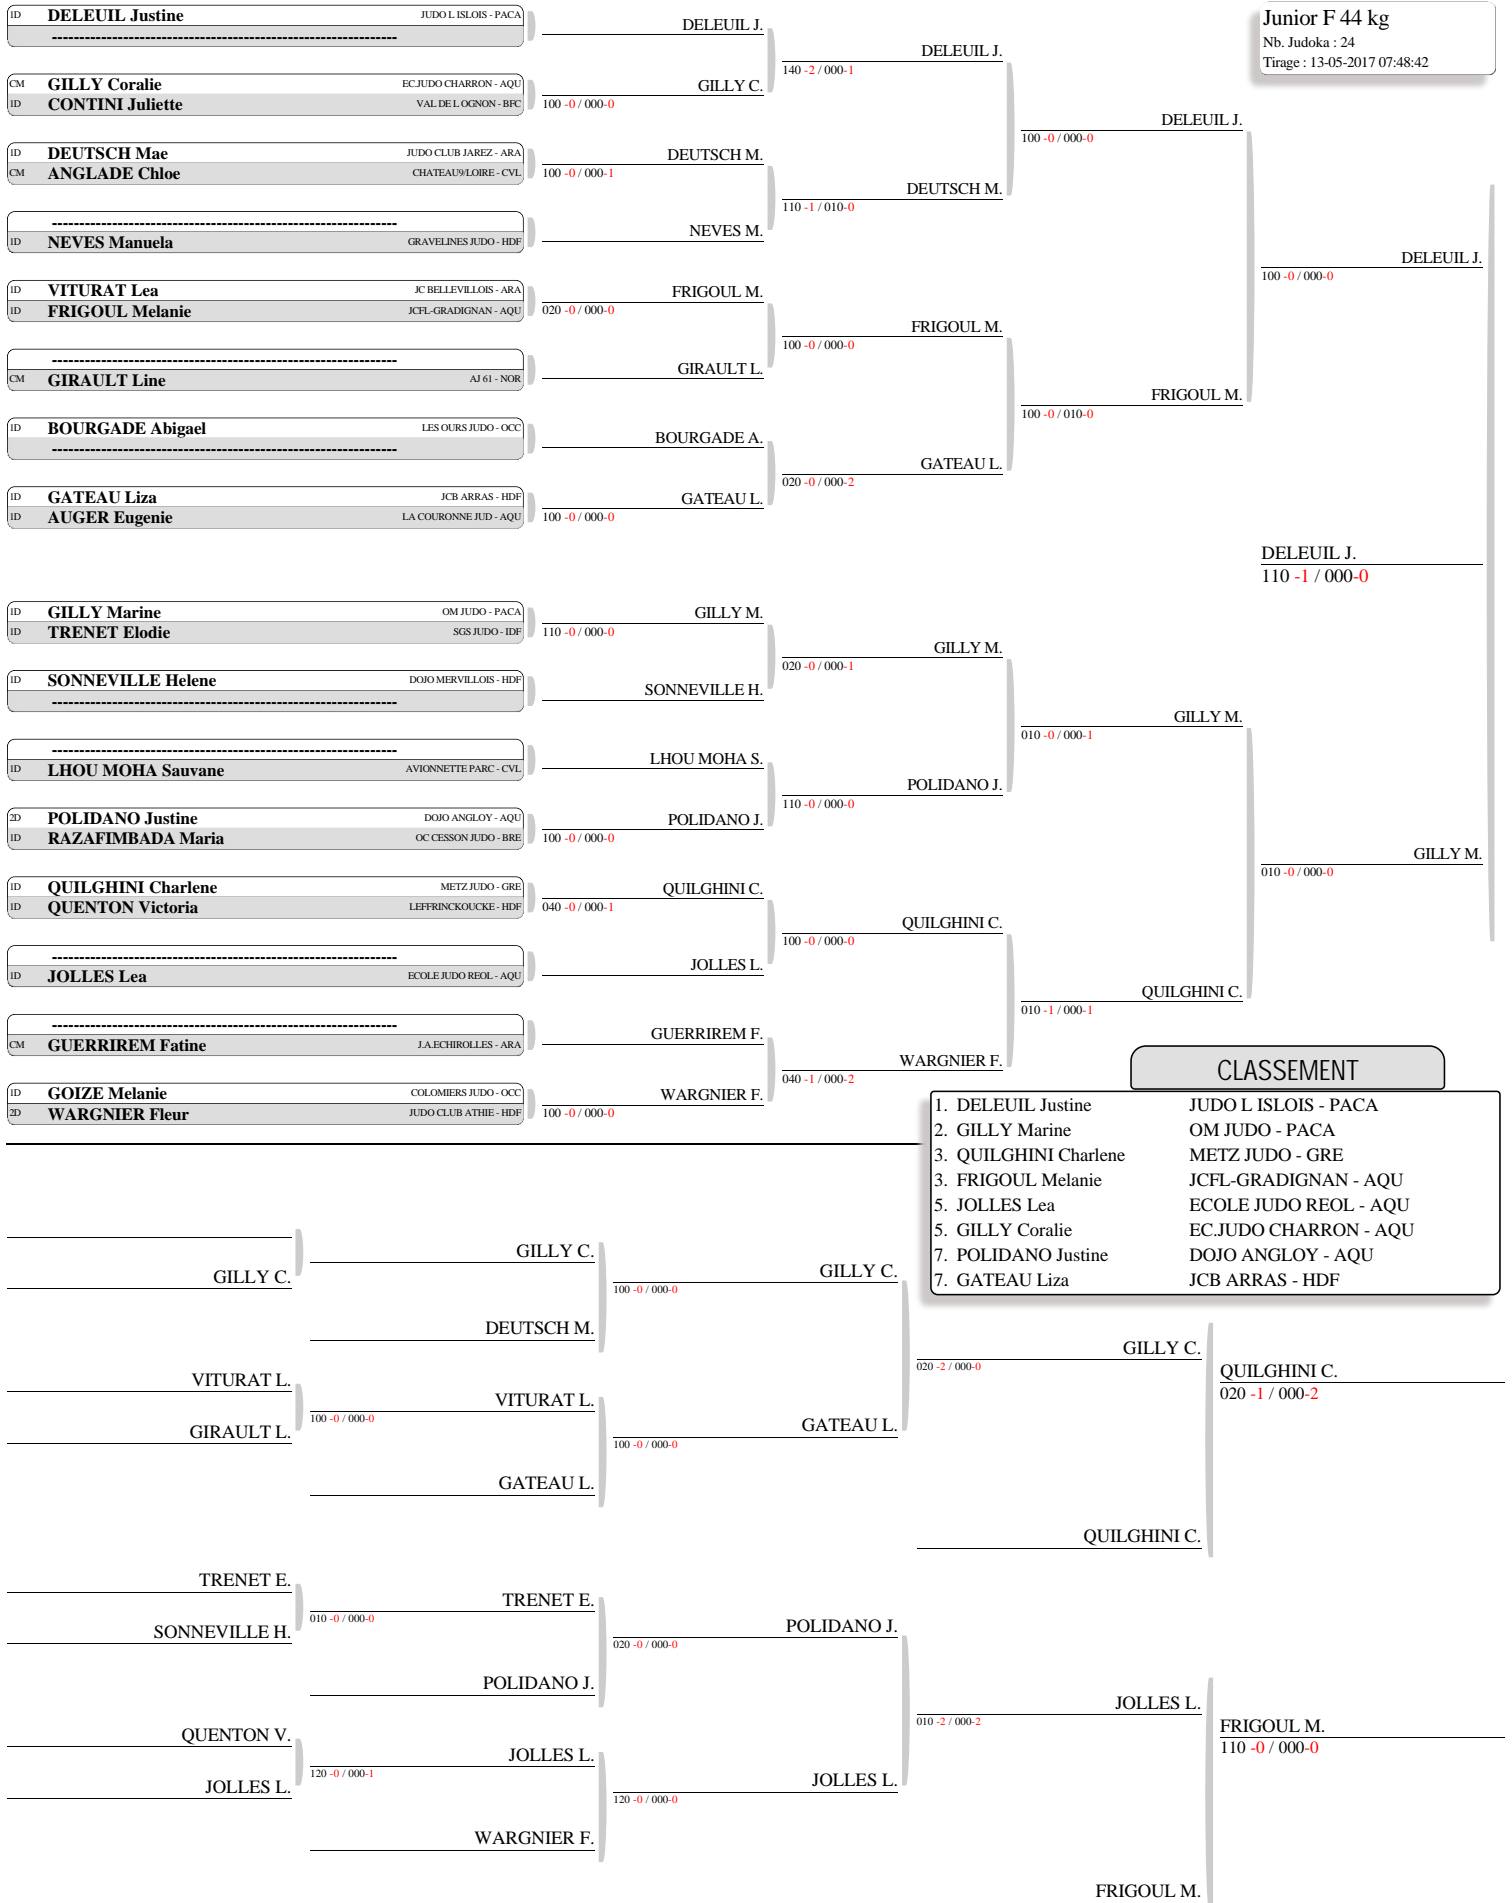 Junior F 44 kg
Nb. Judoka : 24
Tirage : 13-05-2017 07:48:42
1D DELEUIL Justine JUDO L ISLOIS - PACA
----------------------------------------------------------------
CM GILLY Coralie EC.JUDO CHARRON - AQU
1D CONTINI Juliette VAL DE L OGNON - BFC
1D DEUTSCH Mae JUDO CLUB JAREZ - ARA
CM ANGLADE Chloe CHATEAU9/LOIRE - CVL
----------------------------------------------------------------
1D NEVES Manuela GRAVELINES JUDO - HDF
1D VITURAT Lea JC BELLEVILLOIS - ARA
1D FRIGOUL Melanie JCFL-GRADIGNAN - AQU
----------------------------------------------------------------
CM GIRAULT Line AJ 61 - NOR
1D BOURGADE Abigael LES OURS JUDO - OCC
----------------------------------------------------------------
1D GATEAU Liza JCB ARRAS - HDF
1D AUGER Eugenie LA COURONNE JUD - AQU
1D GILLY Marine OM JUDO - PACA
1D TRENET Elodie SGS JUDO - IDF
1D SONNEVILLE Helene DOJO MERVILLOIS - HDF
----------------------------------------------------------------
----------------------------------------------------------------
1D LHOU MOHA Sauvane AVIONNETTE PARC - CVL
2D POLIDANO Justine DOJO ANGLOY - AQU
1D RAZAFIMBADA Maria OC CESSON JUDO - BRE
1D QUILGHINI Charlene METZ JUDO - GRE
1D QUENTON Victoria LEFFRINCKOUCKE - HDF
----------------------------------------------------------------
1D JOLLES Lea ECOLE JUDO REOL - AQU
----------------------------------------------------------------
CM GUERRIREM Fatine J.A.ECHIROLLES - ARA
1D GOIZE Melanie COLOMIERS JUDO - OCC
2D WARGNIER Fleur JUDO CLUB ATHIE - HDF
DELEUIL J.
GILLY C.
100 -0 / 000-0
DEUTSCH M.
100 -0 / 000-1
NEVES M.
FRIGOUL M.
020 -0 / 000-0
GIRAULT L.
BOURGADE A.
GATEAU L.
100 -0 / 000-0
GILLY M.
110 -0 / 000-0
SONNEVILLE H.
LHOU MOHA S.
POLIDANO J.
100 -0 / 000-0
QUILGHINI C.
040 -0 / 000-1
JOLLES L.
GUERRIREM F.
WARGNIER F.
100 -0 / 000-0
DELEUIL J.
140 -2 / 000-1
DEUTSCH M.
110 -1 / 010-0
FRIGOUL M.
100 -0 / 000-0
GATEAU L.
020 -0 / 000-2
GILLY M.
020 -0 / 000-1
POLIDANO J.
110 -0 / 000-0
QUILGHINI C.
100 -0 / 000-0
WARGNIER F.
040 -1 / 000-2
DELEUIL J.
100 -0 / 000-0
FRIGOUL M.
100 -0 / 010-0
GILLY M.
010 -0 / 000-1
QUILGHINI C.
010 -1 / 000-1
DELEUIL J.
100 -0 / 000-0
GILLY M.
010 -0 / 000-0
DELEUIL J.
110 -1 / 000-0
CLASSEMENT
1. DELEUIL Justine JUDO L ISLOIS - PACA
2. GILLY Marine OM JUDO - PACA
3. QUILGHINI Charlene METZ JUDO - GRE
3. FRIGOUL Melanie JCFL-GRADIGNAN - AQU
5. JOLLES Lea ECOLE JUDO REOL - AQU
5. GILLY Coralie EC.JUDO CHARRON - AQU
7. POLIDANO Justine DOJO ANGLOY - AQU
7. GATEAU Liza JCB ARRAS - HDF
GILLY C.
VITURAT L.
GIRAULT L.
TRENET E.
SONNEVILLE H.
QUENTON V.
JOLLES L.
GILLY C.
DEUTSCH M.
VITURAT L.
100 -0 / 000-0
GATEAU L.
TRENET E.
010 -0 / 000-0
POLIDANO J.
JOLLES L.
120 -0 / 000-1
WARGNIER F.
GILLY C.
100 -0 / 000-0
GATEAU L.
100 -0 / 000-0
POLIDANO J.
020 -0 / 000-0
JOLLES L.
120 -0 / 000-0
GILLY C.
020 -2 / 000-0
QUILGHINI C.
JOLLES L.
010 -2 / 000-2
FRIGOUL M.
QUILGHINI C.
020 -1 / 000-2
FRIGOUL M.
110 -0 / 000-0